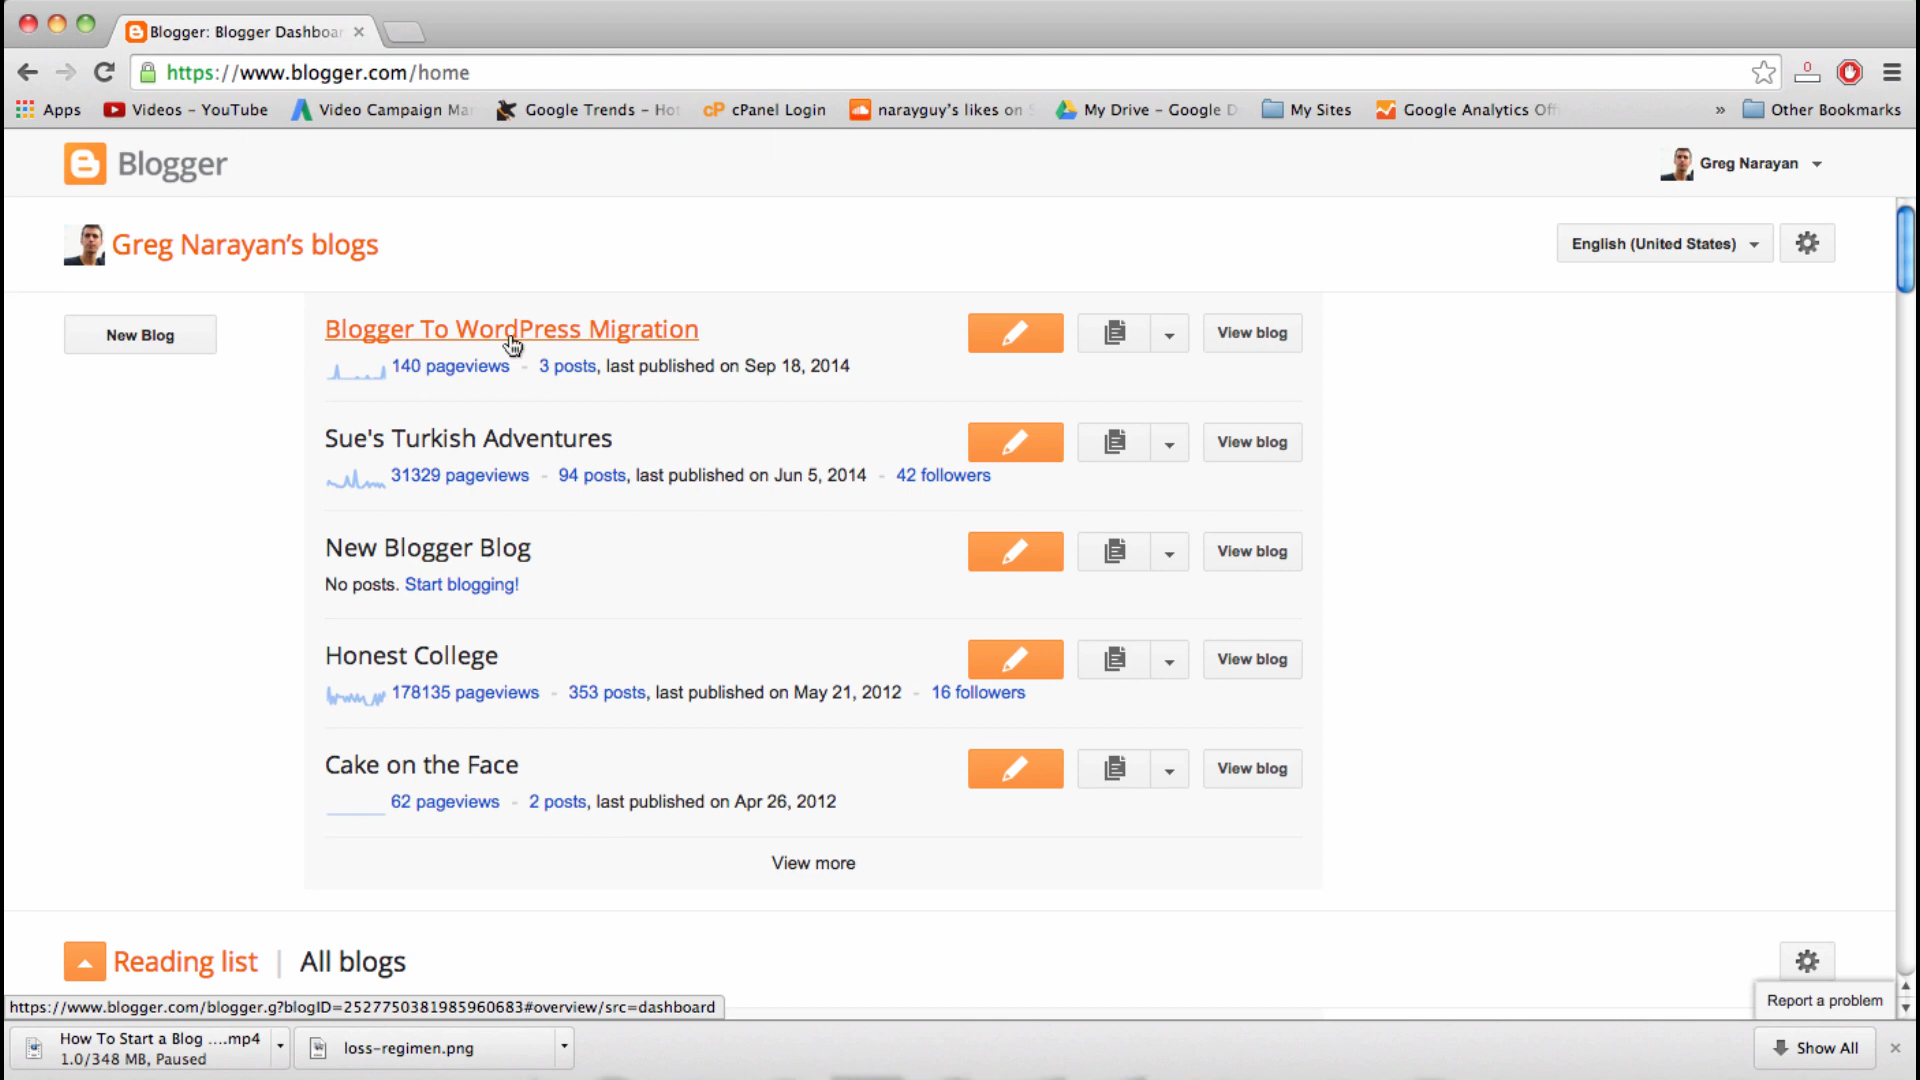 Blogger: Blogger Dashboar
https://www.blogger.com/home
0
Apps
Videos - YouTube
Video Campaign Ma
Google Trends - Hot
cP cPanel Login
narayguy's likes on
My Drive - Google D
My Sites
Google Analytics Off
»
Other Bookmarks
Blogger
Greg Narayan
Greg Narayan's blogs
English (United States)
New Blog
Blogger To WordPress Migration
View blog
140 pageviews - 3 posts, last published on Sep 18, 2014
Sue's Turkish Adventures
View blog
31329 pageviews - 94 posts, last published on Jun 5, 2014 - 42 followers
New Blogger Blog
View blog
No posts. Start blogging!
Honest College
View blog
178135 pageviews - 353 posts, last published on May 21, 2012 - 16 followers
Cake on the Face
View blog
62 pageviews - 2 posts, last published on Apr 26, 2012
View more
Reading list | All blogs
https://www.blogger.com/blogger.g?blogID=2527750381985960683#overview/src=dashboard
Report a problem
How To Start a Blog ....mp4
1.0/348 MB, Paused
loss-regimen.png
Show All